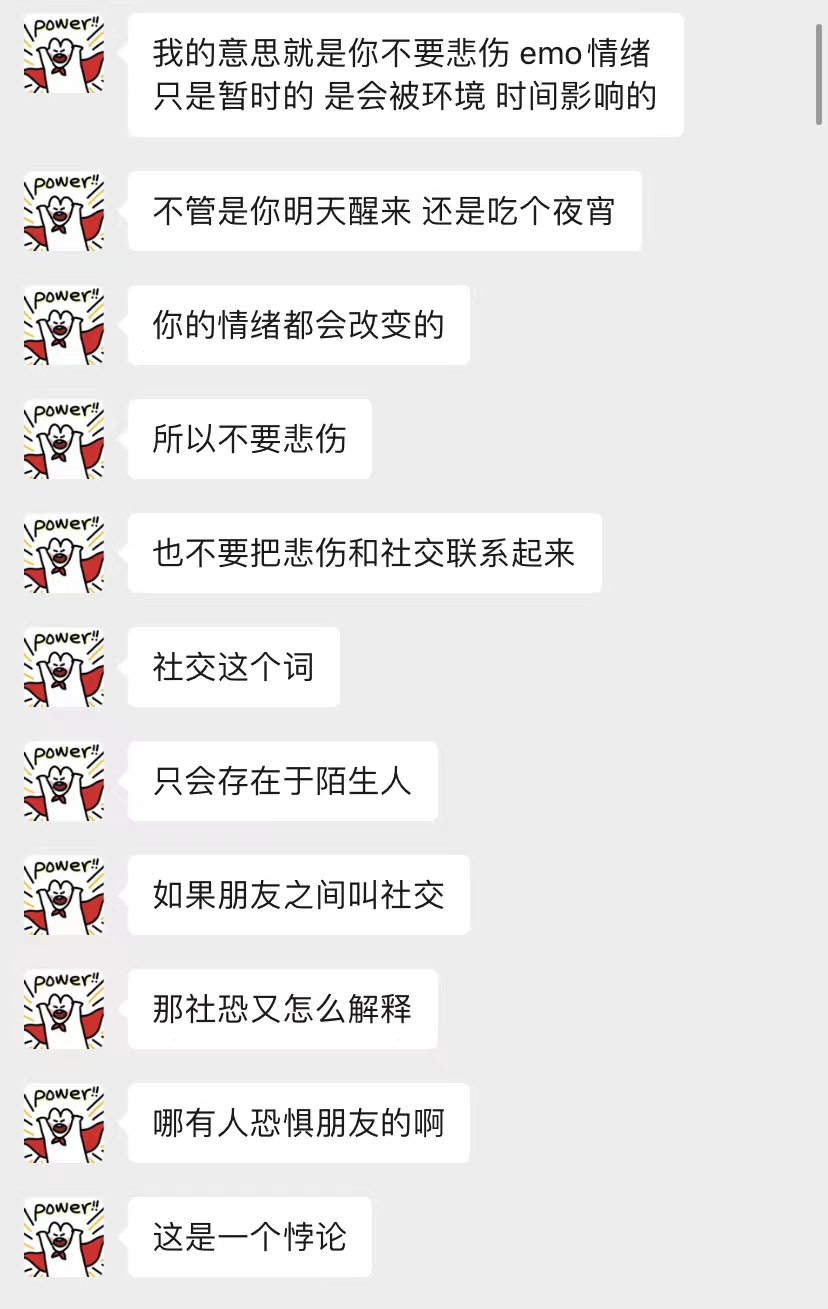 power!!
我的意思就是你不要悲伤 emo情绪
只是暂时的 是会被环境 时间影响的
power!!
不管是你明天醒来 还是吃个夜宵
power!!
你的情绪都会改变的
power!!
所以不要悲伤
power!!
也不要把悲伤和社交联系起来
power!!
社交这个词
power!!
只会存在于陌生人
power!!
如果朋友之间叫社交
power!!
那社恐又怎么解释
power!!
哪有人恐惧朋友的啊
power!!
这是一个悖论